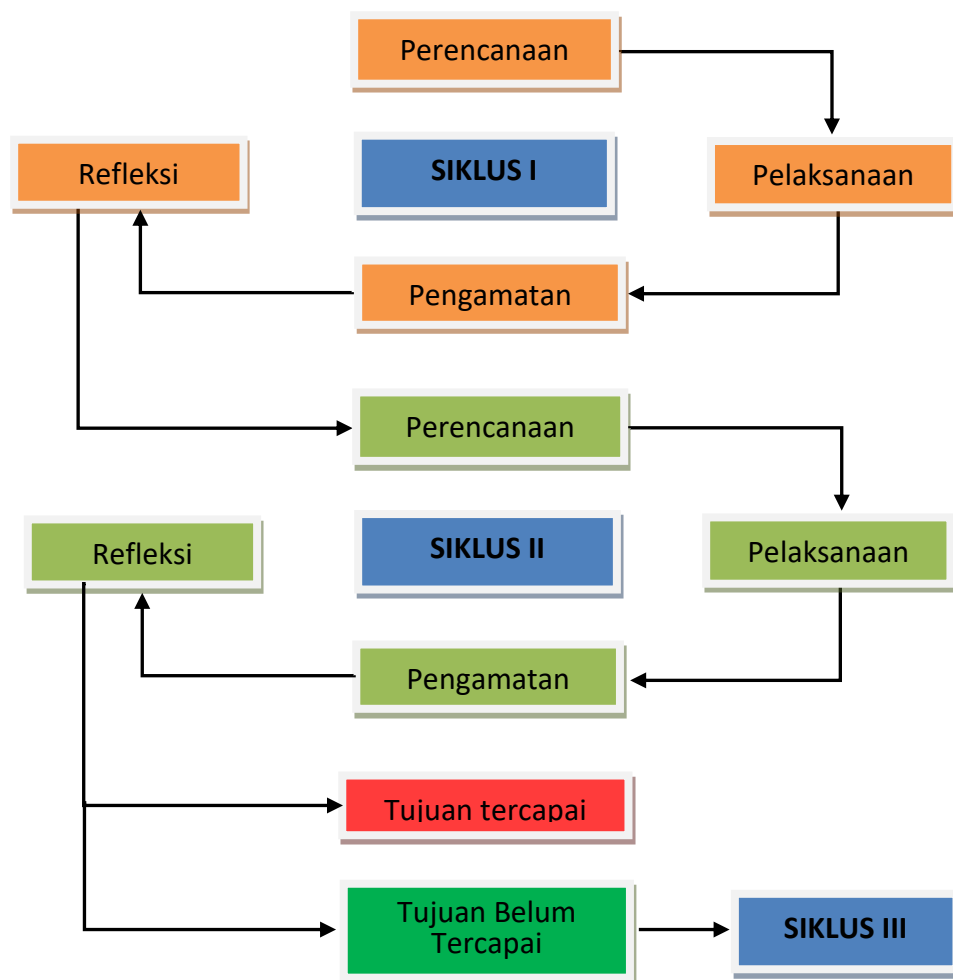 Perencanaan
Refleksi
SIKLUS I
Pelaksanaan
Pengamatan
Perencanaan
Refleksi
SIKLUS II
Pelaksanaan
Pengamatan
Tujuan tercapai
Tujuan Belum
Tercapai
SIKLUS III